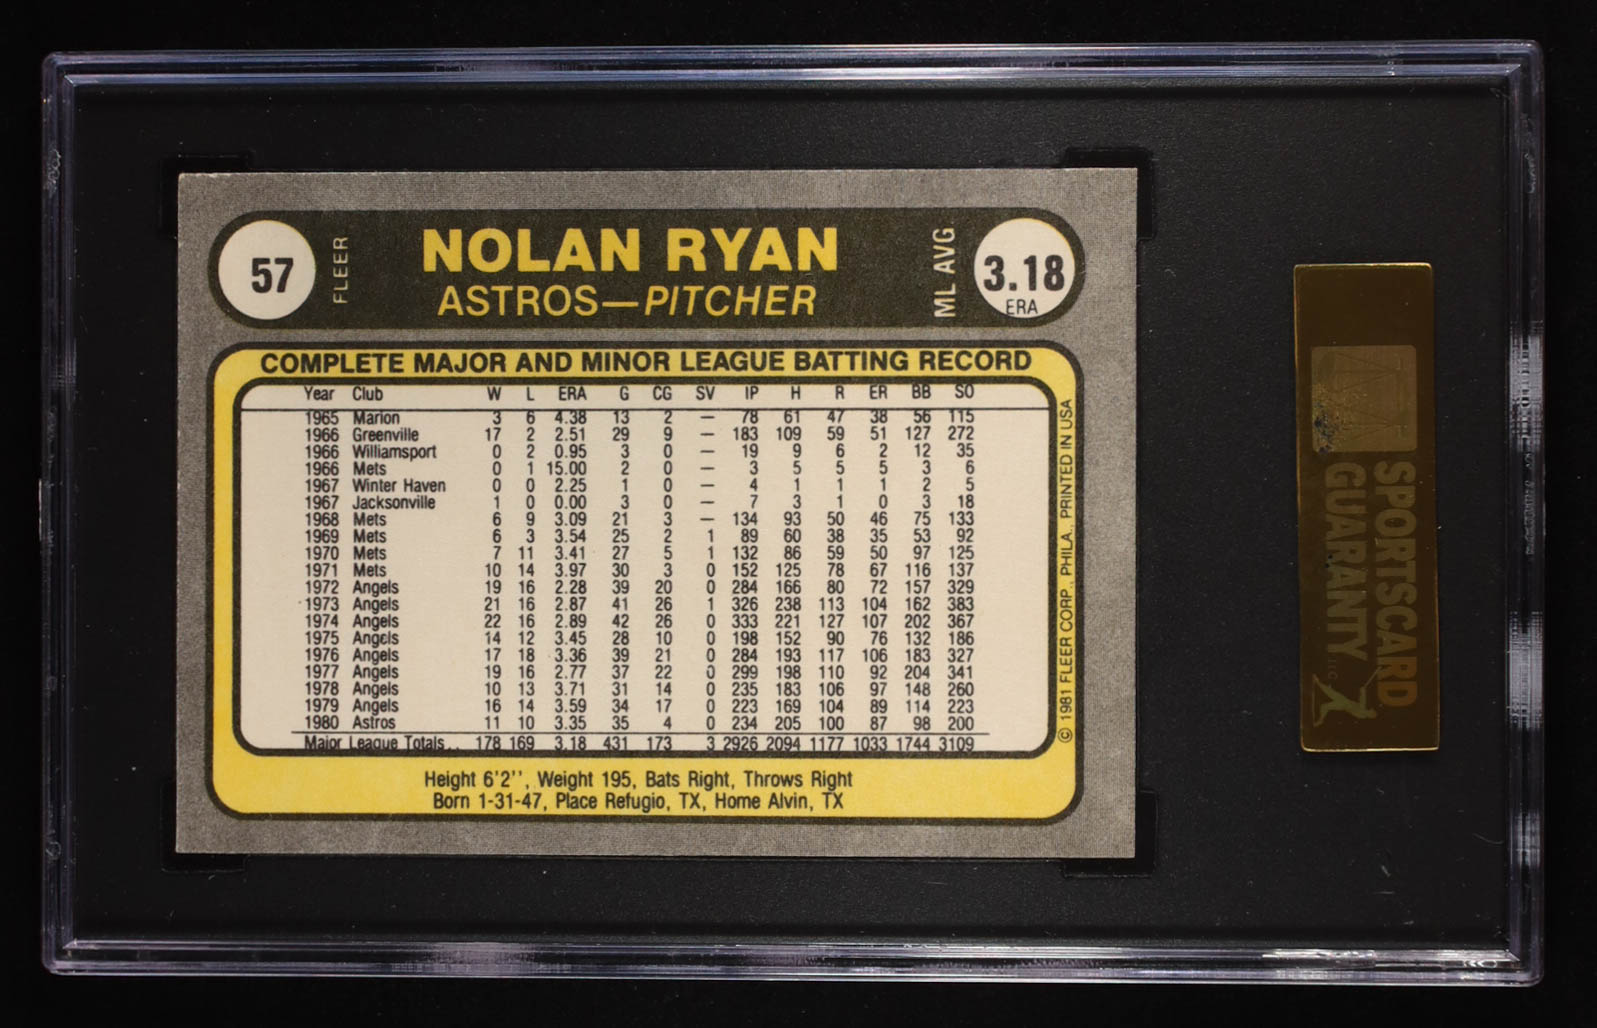 57
FLEER
NOLAN RYAN
ASTROS—PITCHER
ML AVG
3.18
ERA
COMPLETE MAJOR AND MINOR LEAGUE BATTING RECORD
Year Club W L ERA G CG SV IP H R ER BB SO
1965 Marion 3 6 4.38 13 2 — 78 61 47 38 56 115
1966 Greenville 17 2 2.51 29 9 — 183 109 59 51 127 272
1966 Williamsport 0 2 0.95 3 0 — 19 9 6 2 12 35
1966 Mets 0 1 15.00 2 0 — 3 5 5 5 3 6
1967 Winter Haven 0 0 2.25 1 0 — 4 1 1 1 2 5
1967 Jacksonville 1 0 0.00 3 0 — 7 3 1 0 3 18
1968 Mets 6 9 3.09 21 3 — 134 93 50 46 75 133
1969 Mets 6 3 3.54 25 2 1 89 60 38 35 53 92
1970 Mets 7 11 3.41 27 5 1 132 86 59 50 97 125
1971 Mets 10 14 3.97 30 3 0 152 125 78 67 116 137
1972 Angels 19 16 2.28 39 20 0 284 166 80 72 157 329
1973 Angels 21 16 2.87 41 26 1 326 238 113 104 162 383
1974 Angels 22 16 2.89 42 26 0 333 221 127 107 202 367
1975 Angels 14 12 3.45 28 10 0 198 152 90 76 132 186
1976 Angels 17 18 3.36 39 21 0 284 193 117 106 183 327
1977 Angels 19 16 2.77 37 22 0 299 198 110 92 204 341
1978 Angels 10 13 3.71 31 14 0 235 183 106 97 148 260
1979 Angels 16 14 3.59 34 17 0 223 169 104 89 114 223
1980 Astros 11 10 3.35 35 4 0 234 205 100 87 98 200
Major League Totals.. 178 169 3.18 431 173 3 2926 2094 1177 1033 1744 3109
Height 6'2'', Weight 195, Bats Right, Throws Right
Born 1-31-47, Place Refugio, TX, Home Alvin, TX
© 1981 FLEER CORP., PHILA., PRINTED IN USA
SPORTSCARD
GUARANTY LLC